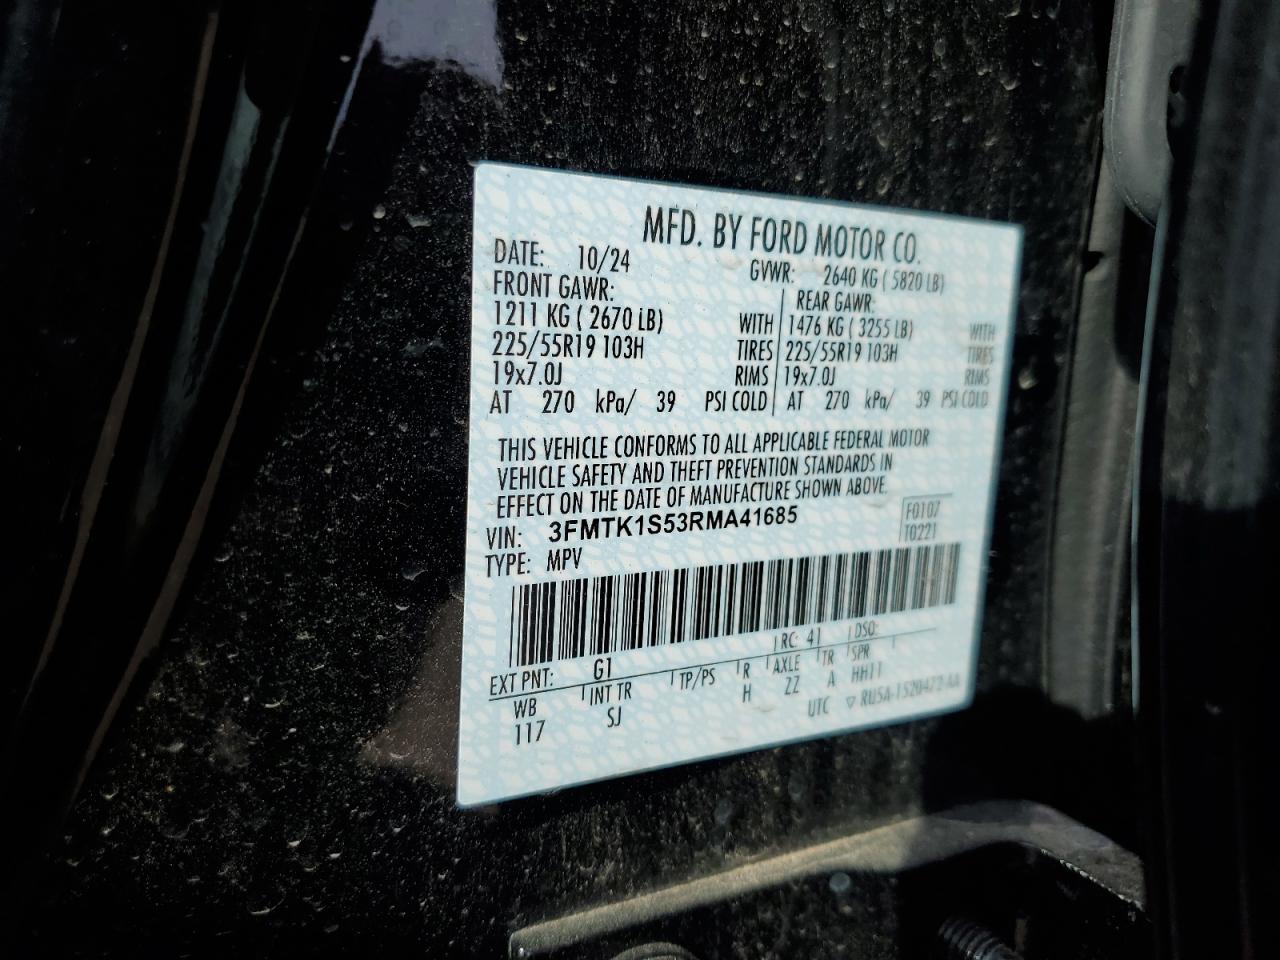 MFD. BY FORD MOTOR CO.
DATE: 10/24 GVWR: 2640 KG ( 5820 LB)
FRONT GAWR: REAR GAWR:
1211 KG ( 2670 LB) WITH 1476 KG ( 3255 LB) WITH
225/55R19 103H TIRES 225/55R19 103H TIRES
19x7.0J RIMS 19x7.0J RIMS
AT 270 kPa/ 39 PSI COLD AT 270 kPa/ 39 PSI COLD
THIS VEHICLE CONFORMS TO ALL APPLICABLE FEDERAL MOTOR
VEHICLE SAFETY AND THEFT PREVENTION STANDARDS IN
EFFECT ON THE DATE OF MANUFACTURE SHOWN ABOVE.
VIN: 3FMTK1S53RMA41685 F0107
TYPE: MPV T0221
EXT PNT: G1 RC: 41 DSO:
WB INT TR TP/PS R AXLE TR SPR
117 SJ H ZZ A HH11
UTC ▽ RU5A-1520472-AA